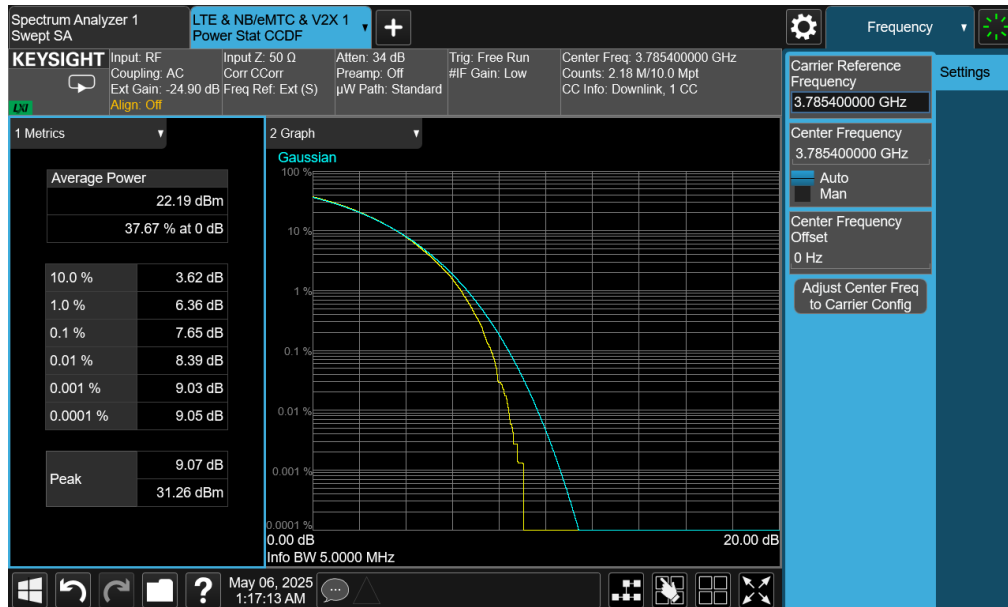 Spectrum Analyzer 1
Swept SA
LTE & NB/eMTC & V2X 1
Power Stat CCDF
Frequency
KEYSIGHT
LXI
Input: RF
Coupling: AC
Ext Gain: -24.90 dB
Align: Off
Input Z: 50 Ω
Corr CCorr
Freq Ref: Ext (S)
Atten: 34 dB
Preamp: Off
µW Path: Standard
Trig: Free Run
#IF Gain: Low
Center Freq: 3.785400000 GHz
Counts: 2.18 M/10.0 Mpt
CC Info: Downlink, 1 CC
1 Metrics
Average Power
22.19 dBm
37.67 % at 0 dB
10.0 % 3.62 dB
1.0 % 6.36 dB
0.1 % 7.65 dB
0.01 % 8.39 dB
0.001 % 9.03 dB
0.0001 % 9.05 dB
Peak
9.07 dB
31.26 dBm
2 Graph
Gaussian
100 %
10 %
1 %
0.1 %
0.01 %
0.001 %
0.0001 %
0.00 dB
20.00 dB
Info BW 5.0000 MHz
Carrier Reference
Frequency
3.785400000 GHz
Center Frequency
3.785400000 GHz
Auto
Man
Center Frequency
Offset
0 Hz
Adjust Center Freq
to Carrier Config
Settings
?
May 06, 2025
1:17:13 AM